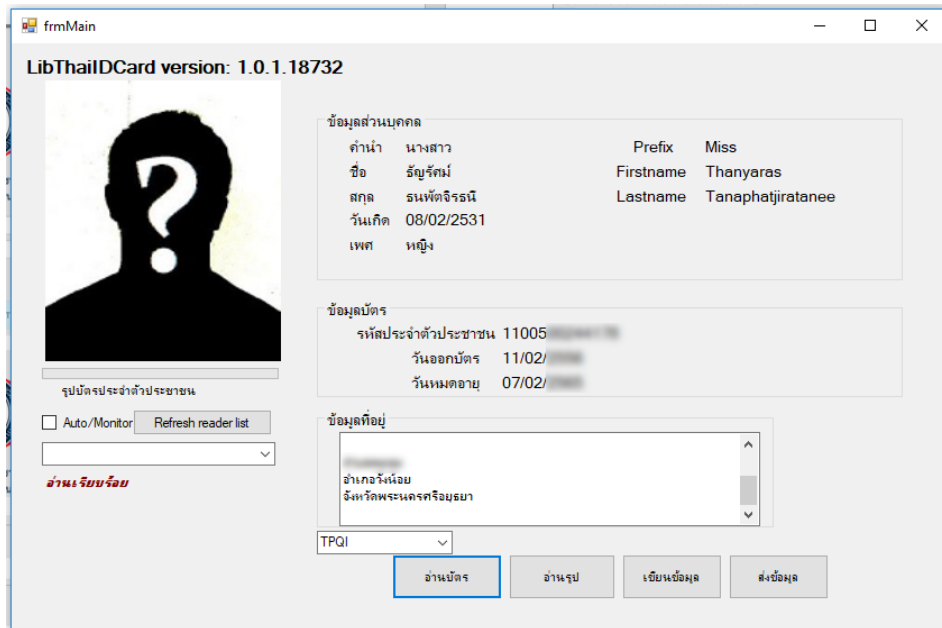 frmMain
LibThaiIDCard version: 1.0.1.18732
ข้อมูลส่วนบุคคล
คำนำ นางสาว Prefix Miss
ชื่อ ธัญรัศม์ Firstname Thanyaras
สกุล ธนพัตจิรธนี Lastname Tanaphatjiratanee
วันเกิด 08/02/2531
เพศ หญิง
ข้อมูลบัตร
รหัสประจำตัวประชาชน 11005
วันออกบัตร 11/02/
วันหมดอายุ 07/02/
รูปบัตรประจำตัวประชาชน
Auto/Monitor Refresh reader list
อ่านเรียบร้อย
ข้อมูลที่อยู่
อำเภอวังน้อย
จังหวัดพระนครศรีอยุธยา
TPQI
อ่านบัตร อ่านรูป เขียนข้อมูล ส่งข้อมูล